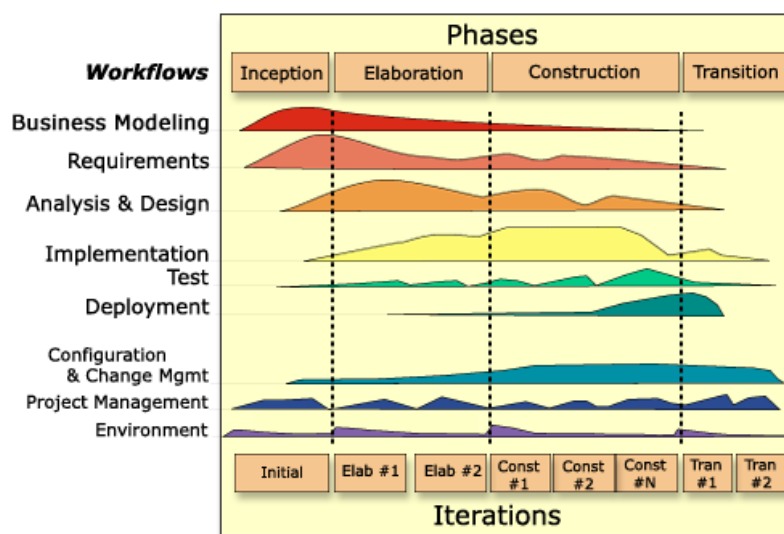 Phases
Workflows
Inception
Elaboration
Construction
Transition
Business Modeling
Requirements
Analysis & Design
Implementation
Test
Deployment
Configuration
& Change Mgmt
Project Management
Environment
Initial
Elab #1
Elab #2
Const
#1
Const
#2
Const
#N
Tran
#1
Tran
#2
Iterations